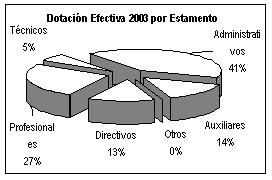 Dotación Efectiva 2003 por Estamento
Técnicos
5%
Administrati
vos
41%
Profesional
es
27%
Directivos
13%
Otros
0%
Auxiliares
14%